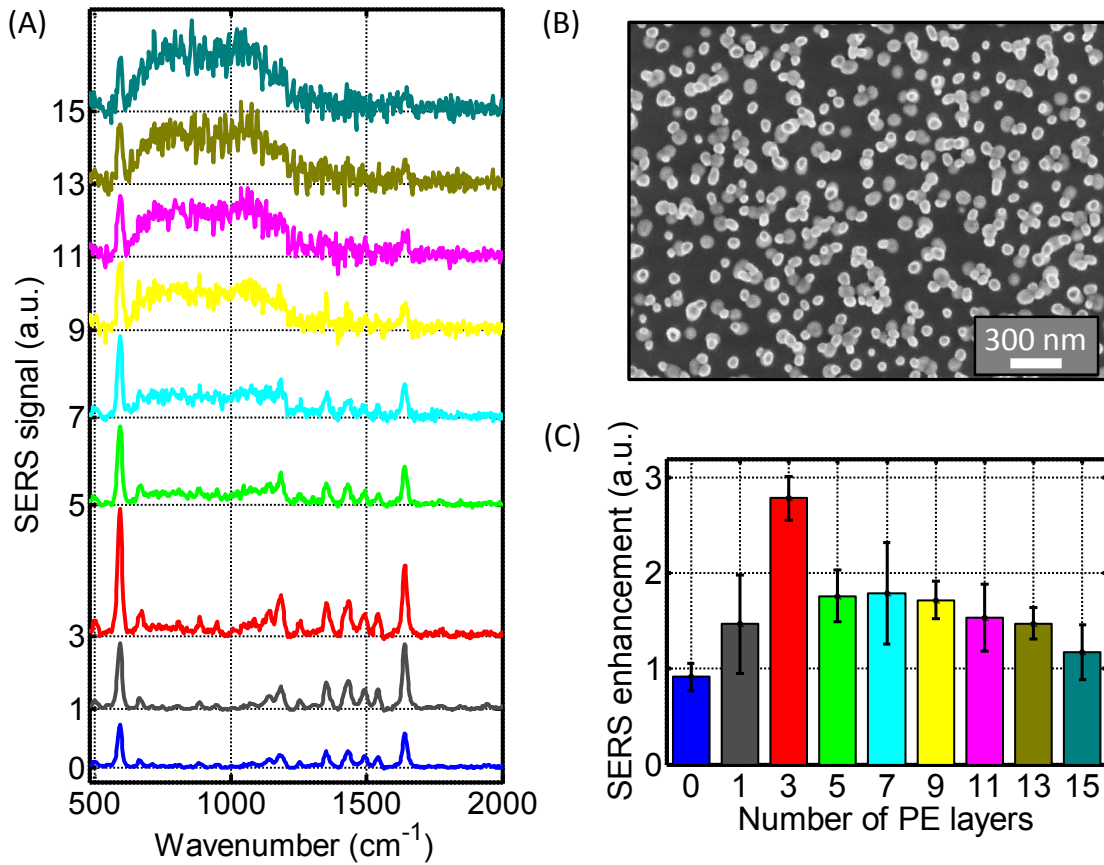 (A)
15
13
11
9
7
5
3
1
0
SERS signal (a.u.)
500 1000 1500 2000
Wavenumber (cm⁻¹)
(B)
300 nm
(C)
SERS enhancement (a.u.)
3
2
1
0
0 1 3 5 7 9 11 13 15
Number of PE layers